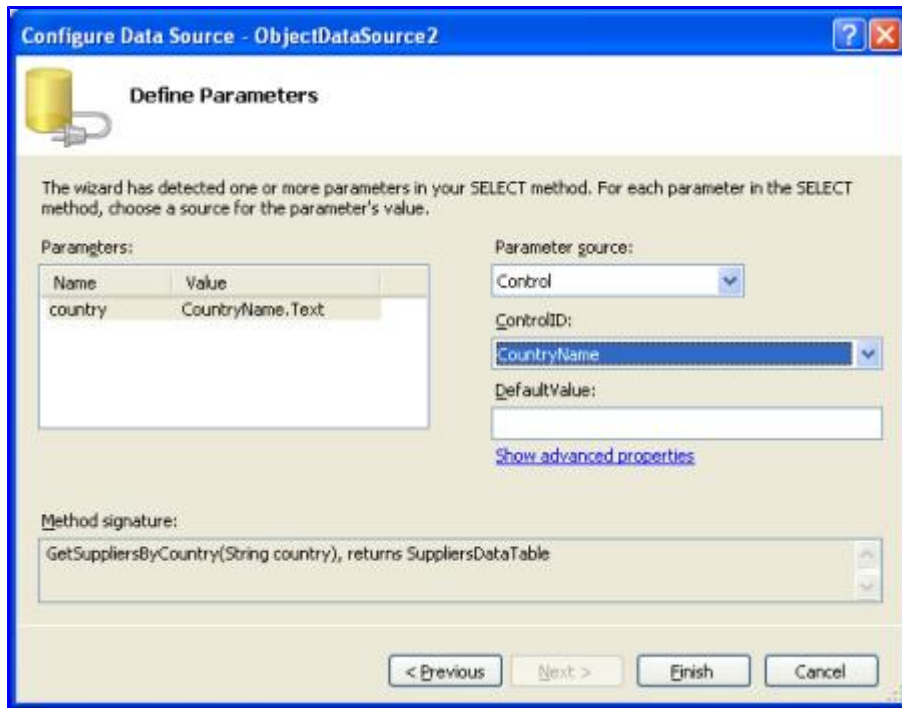 Configure Data Source - ObjectDataSource2
Define Parameters
The wizard has detected one or more parameters in your SELECT method. For each parameter in the SELECT
method, choose a source for the parameter's value.
Parameters:
Name Value
country CountryName.Text
Parameter source:
Control
ControlID:
CountryName
DefaultValue:
Show advanced properties
Method signature:
GetSuppliersByCountry(String country), returns SuppliersDataTable
< Previous Next > Finish Cancel